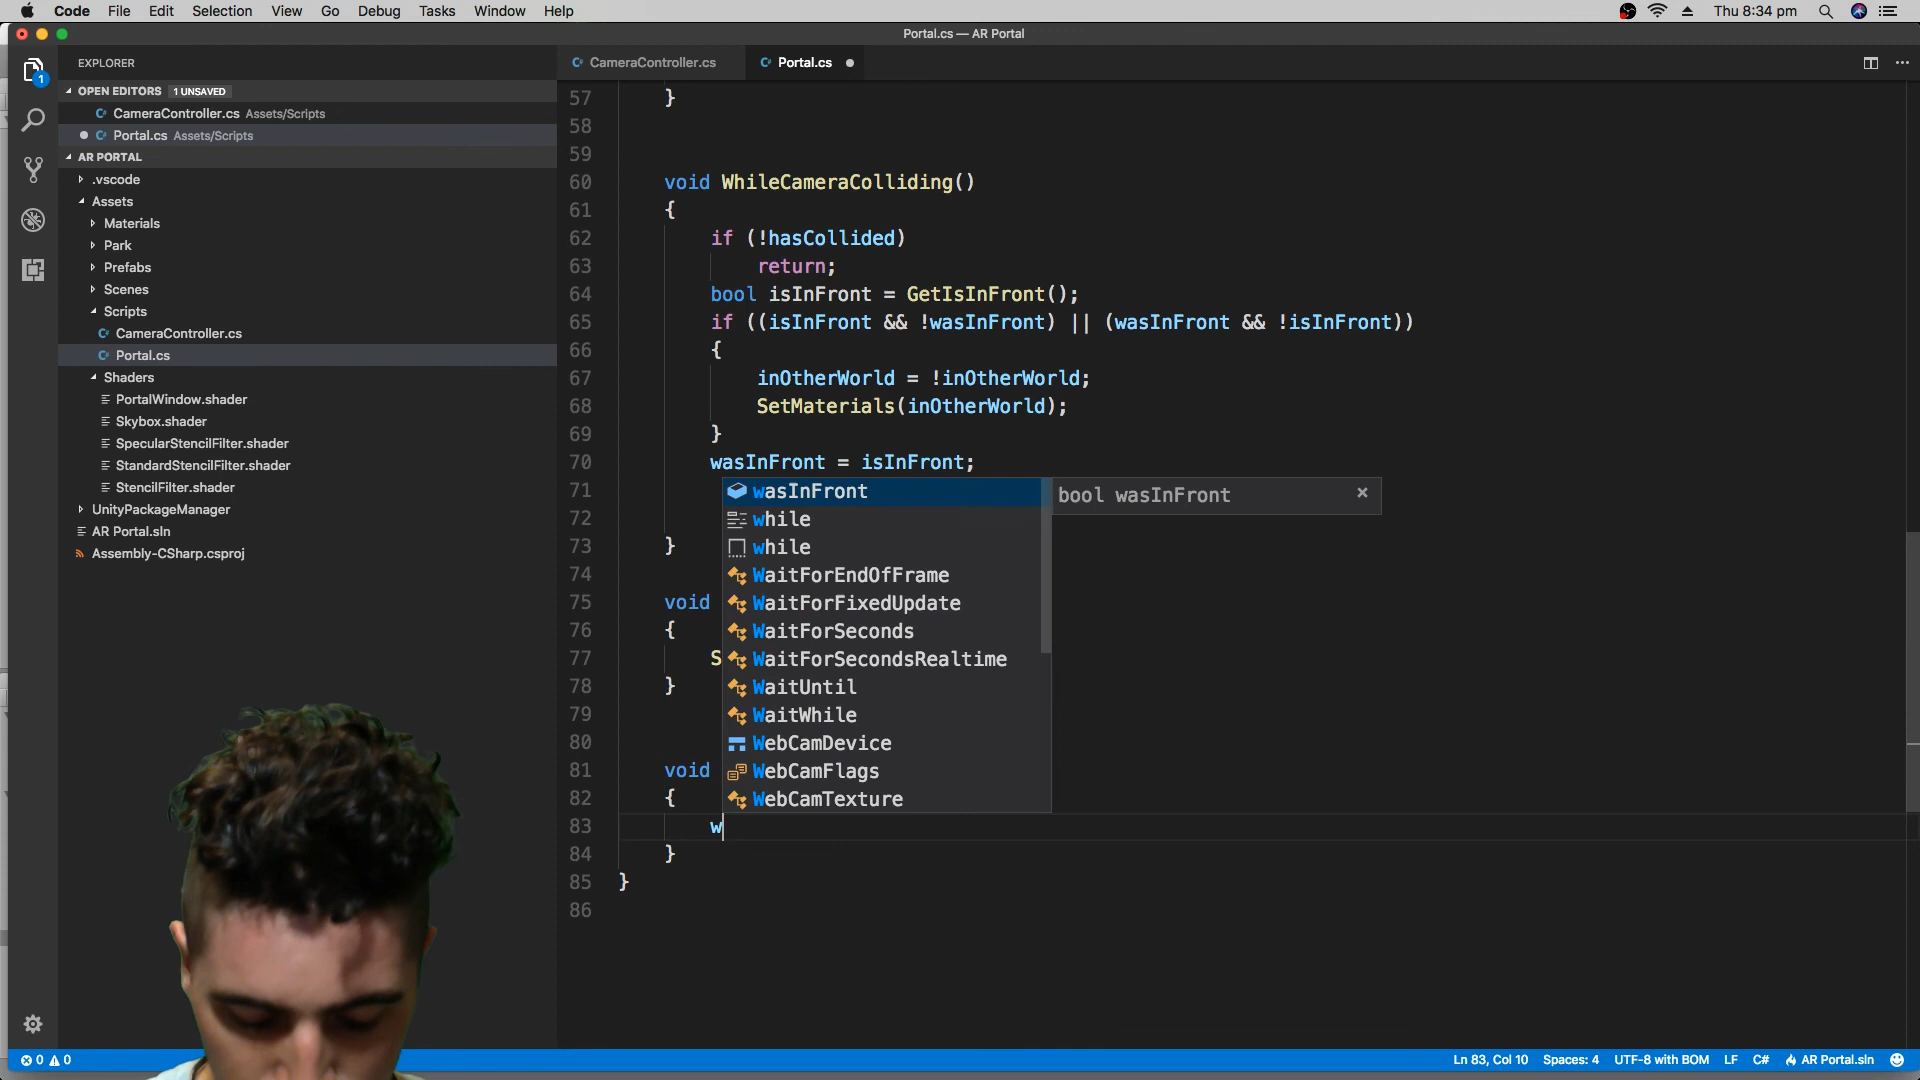 Code File Edit Selection View Go Debug Tasks Window Help Thu 8:34 pm
Portal.cs — AR Portal
EXPLORER
CameraController.cs
Portal.cs
OPEN EDITORS 1 UNSAVED
CameraController.cs Assets/Scripts
Portal.cs Assets/Scripts
AR PORTAL
.vscode
Assets
Materials
Park
Prefabs
Scenes
Scripts
CameraController.cs
Portal.cs
Shaders
PortalWindow.shader
Skybox.shader
SpecularStencilFilter.shader
StandardStencilFilter.shader
StencilFilter.shader
UnityPackageManager
AR Portal.sln
Assembly-CSharp.csproj
1
57 }
58
59
60 void WhileCameraColliding()
61 {
62 if (!hasCollided)
63 return;
64 bool isInFront = GetIsInFront();
65 if ((isInFront && !wasInFront) || (wasInFront && !isInFront))
66 {
67 inOtherWorld = !inOtherWorld;
68 SetMaterials(inOtherWorld);
69 }
70 wasInFront = isInFront;
71
72
73 }
74
75 void
76 {
77 S
78 }
79
80
81 void
82 {
83 w
84 }
85 }
86
wasInFront
while
while
WaitForEndOfFrame
WaitForFixedUpdate
WaitForSeconds
WaitForSecondsRealtime
WaitUntil
WaitWhile
WebCamDevice
WebCamFlags
WebCamTexture
bool wasInFront ×
0 0 Ln 83, Col 10 Spaces: 4 UTF-8 with BOM LF C# AR Portal.sln